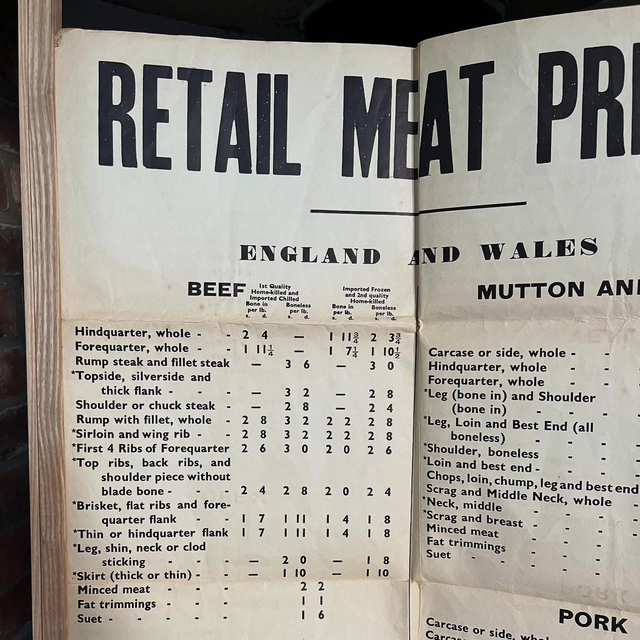 RETAIL MEAT PRI
ENGLAND AND WALES
BEEF
1st Quality Home-killed and Imported Chilled
Imported Frozen and 2nd quality Home-killed
Bone in per lb. Boneless per lb. Bone in per lb. Boneless per lb.
s. d. s. d. s. d. s. d.
Hindquarter, whole - - 2 4 — 1 11¾ 2 3¾
Forequarter, whole - - 1 11¼ — 1 7¼ 1 10½
Rump steak and fillet steak — 3 6 — 3 0
*Topside, silverside and
thick flank - - - — 3 2 — 2 8
Shoulder or chuck steak - — 2 8 — 2 4
Rump with fillet, whole - 2 8 3 2 2 2 2 8
*Sirloin and wing rib - - 2 8 3 2 2 2 2 8
*First 4 Ribs of Forequarter 2 6 3 0 2 0 2 6
*Top ribs, back ribs, and
shoulder piece without
blade bone - - - 2 4 2 8 2 0 2 4
*Brisket, flat ribs and fore-
quarter flank - - 1 7 1 11 1 4 1 8
*Thin or hindquarter flank 1 7 1 11 1 4 1 8
*Leg, shin, neck or clod
sticking - - - — 2 0 — 1 8
*Skirt (thick or thin) - - — 1 10 — 1 10
Minced meat - - - 2 2
Fat trimmings - - - 1 1
Suet - - - - 1 6
MUTTON AN
Carcase or side, whole - -
Hindquarter, whole - -
Forequarter, whole - -
*Leg (bone in) and Shoulder
(bone in) - - -
*Leg, Loin and Best End (all
boneless) - - -
*Shoulder, boneless - -
*Loin and best end - - -
Chops, loin, chump, leg and best end
Scrag and Middle Neck, whole -
*Neck, middle - - -
*Scrag and breast - - -
Minced meat - - -
Fat trimmings - - -
Suet - - - -
PORK
Carcase or side, whole